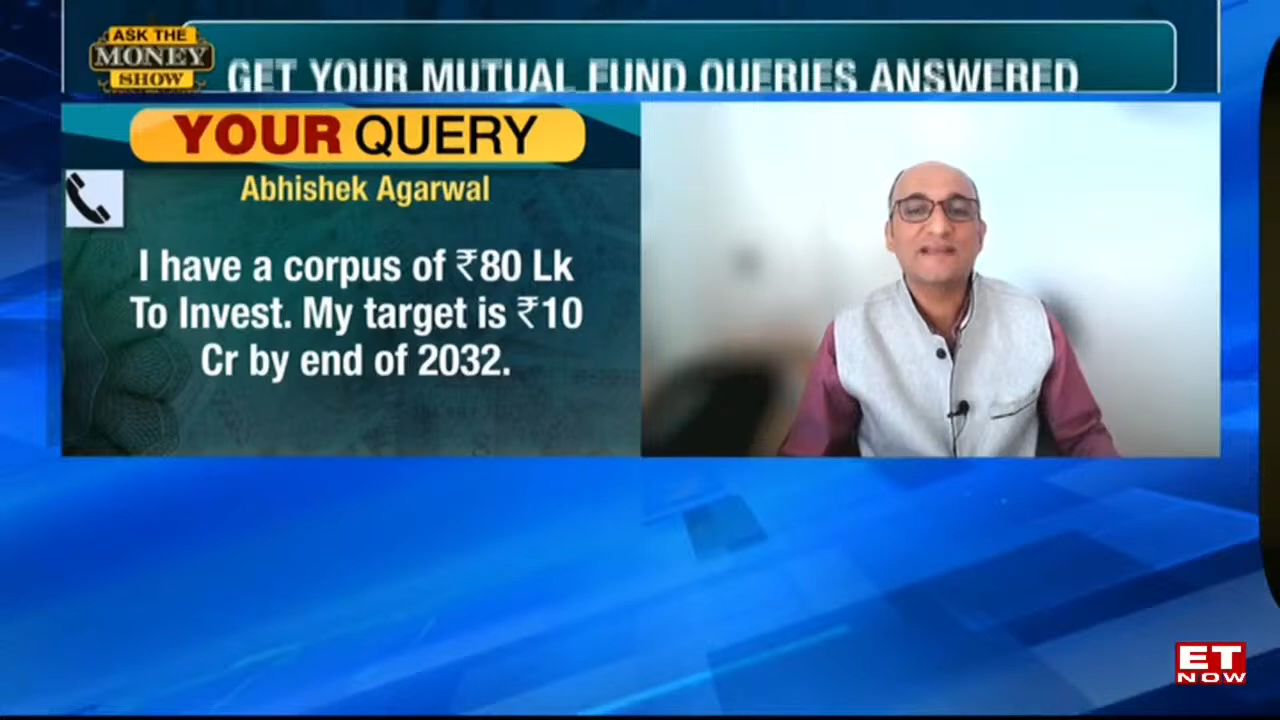 ASK THE
MONEY
SHOW
GET YOUR MUTUAL FUND QUERIES ANSWERED
YOUR QUERY
Abhishek Agarwal
I have a corpus of ₹80 Lk
To Invest. My target is ₹10
Cr by end of 2032.
ET
NOW